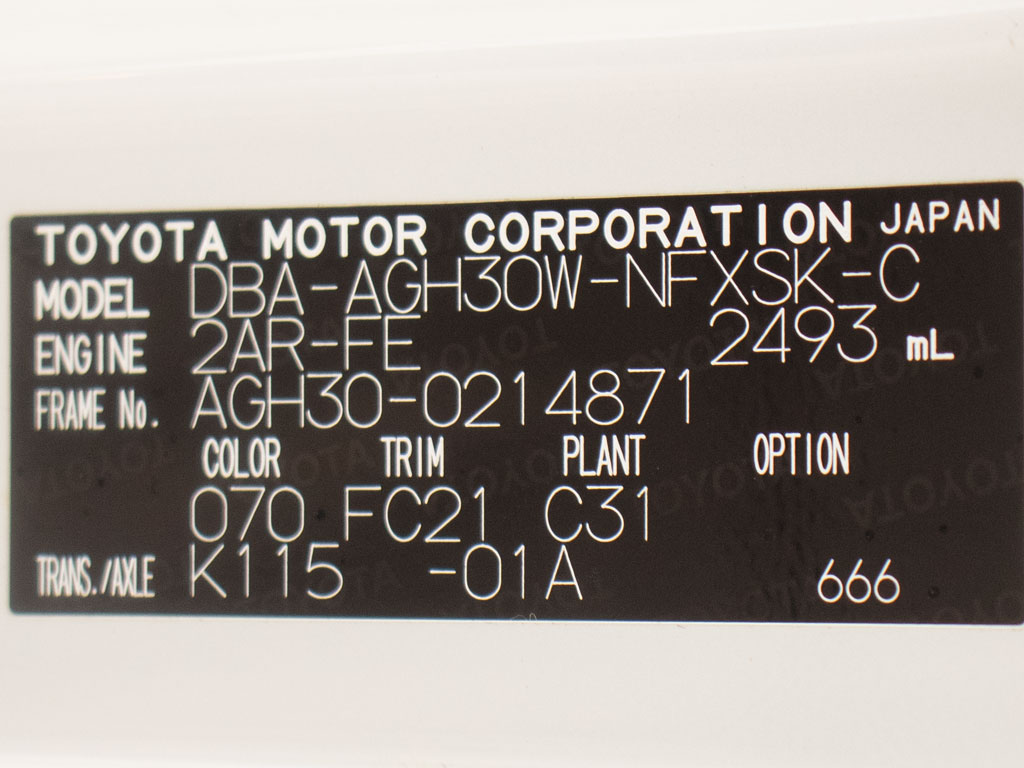 TOYOTA MOTOR CORPORATION JAPAN
MODEL DBA-AGH30W-NFXSK-C
ENGINE 2AR-FE 2493 mL
FRAME No. AGH30-0214871
COLOR TRIM PLANT OPTION
070 FC21 C31
TRANS./AXLE K115 -01A 666